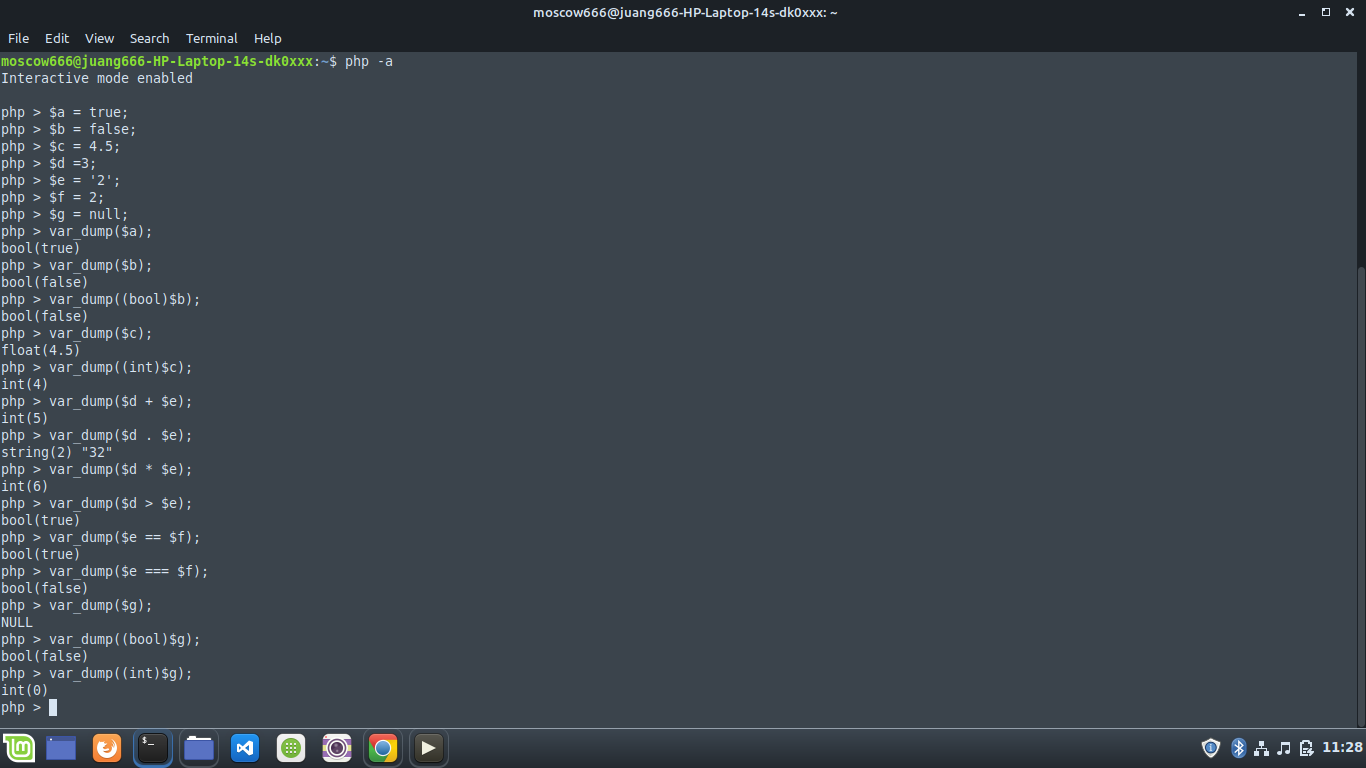 moscow666@juang666-HP-Laptop-14s-dk0xxx: ~
File Edit View Search Terminal Help
moscow666@juang666-HP-Laptop-14s-dk0xxx:~$ php -a
Interactive mode enabled
php > $a = true;
php > $b = false;
php > $c = 4.5;
php > $d =3;
php > $e = '2';
php > $f = 2;
php > $g = null;
php > var_dump($a);
bool(true)
php > var_dump($b);
bool(false)
php > var_dump((bool)$b);
bool(false)
php > var_dump($c);
float(4.5)
php > var_dump((int)$c);
int(4)
php > var_dump($d + $e);
int(5)
php > var_dump($d . $e);
string(2) "32"
php > var_dump($d * $e);
int(6)
php > var_dump($d > $e);
bool(true)
php > var_dump($e == $f);
bool(true)
php > var_dump($e === $f);
bool(false)
php > var_dump($g);
NULL
php > var_dump((bool)$g);
bool(false)
php > var_dump((int)$g);
int(0)
php >
11:28